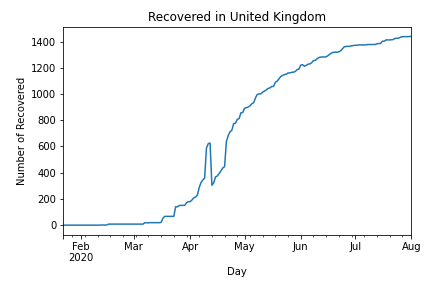 Recovered in United Kingdom
Number of Recovered
1400
1200
1000
800
600
400
200
0
Feb Mar Apr May Jun Jul Aug
2020
Day